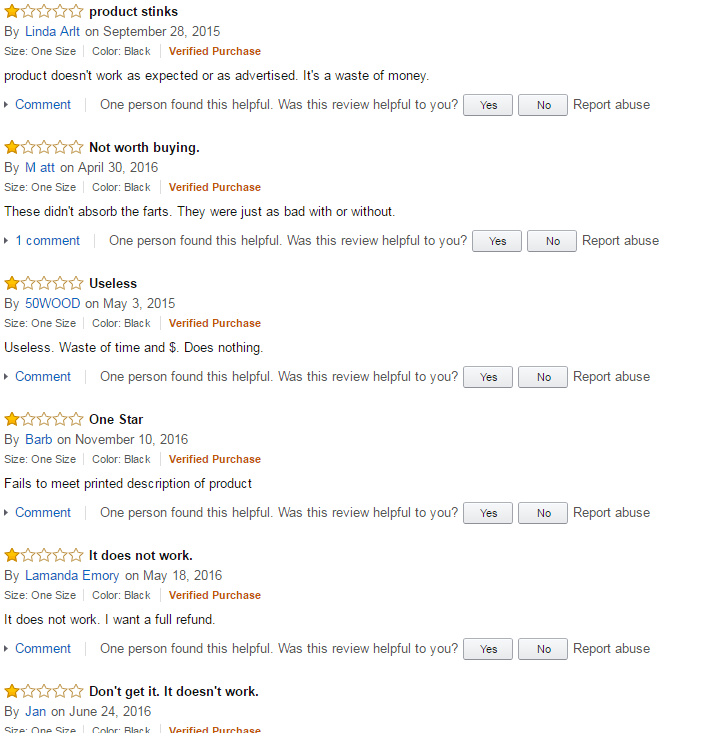 product stinks
By Linda Arlt on September 28, 2015
Size: One Size Color: Black Verified Purchase
product doesn't work as expected or as advertised. It's a waste of money.
Comment One person found this helpful. Was this review helpful to you? Yes No Report abuse
Not worth buying.
By M att on April 30, 2016
Size: One Size Color: Black Verified Purchase
These didn't absorb the farts. They were just as bad with or without.
1 comment One person found this helpful. Was this review helpful to you? Yes No Report abuse
Useless
By 50WOOD on May 3, 2015
Size: One Size Color: Black Verified Purchase
Useless. Waste of time and $. Does nothing.
Comment One person found this helpful. Was this review helpful to you? Yes No Report abuse
One Star
By Barb on November 10, 2016
Size: One Size Color: Black Verified Purchase
Fails to meet printed description of product
Comment One person found this helpful. Was this review helpful to you? Yes No Report abuse
It does not work.
By Lamanda Emory on May 18, 2016
Size: One Size Color: Black Verified Purchase
It does not work. I want a full refund.
Comment One person found this helpful. Was this review helpful to you? Yes No Report abuse
Don't get it. It doesn't work.
By Jan on June 24, 2016
Size: One Size Color: Black Verified Purchase